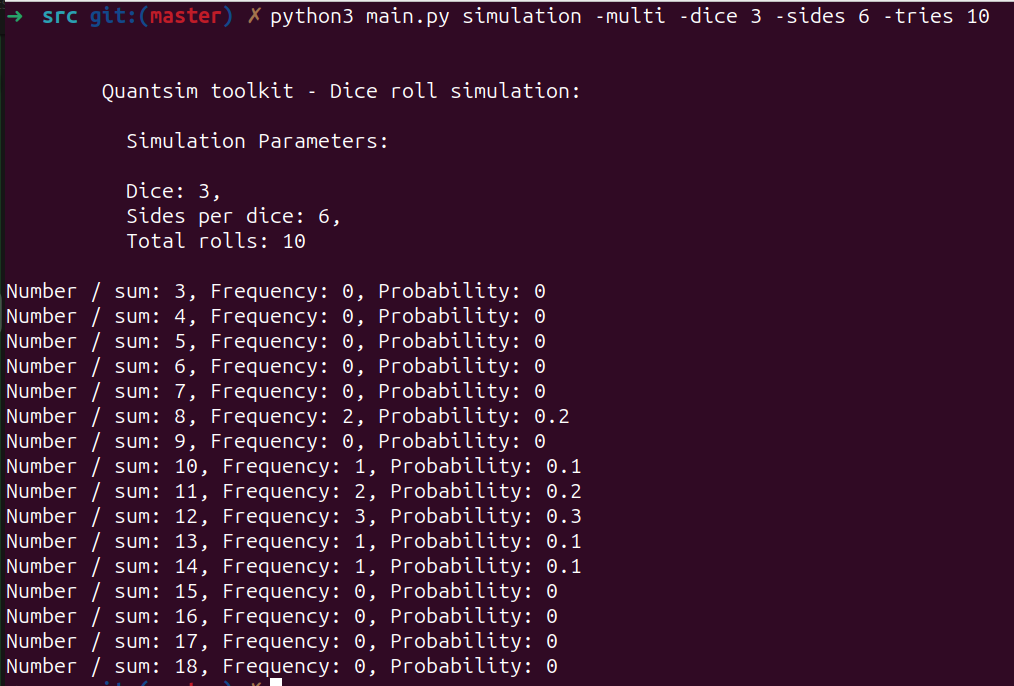 → src git:(master) ✗ python3 main.py simulation -multi -dice 3 -sides 6 -tries 10
Quantsim toolkit - Dice roll simulation:
Simulation Parameters:
Dice: 3,
Sides per dice: 6,
Total rolls: 10
Number / sum: 3, Frequency: 0, Probability: 0
Number / sum: 4, Frequency: 0, Probability: 0
Number / sum: 5, Frequency: 0, Probability: 0
Number / sum: 6, Frequency: 0, Probability: 0
Number / sum: 7, Frequency: 0, Probability: 0
Number / sum: 8, Frequency: 2, Probability: 0.2
Number / sum: 9, Frequency: 0, Probability: 0
Number / sum: 10, Frequency: 1, Probability: 0.1
Number / sum: 11, Frequency: 2, Probability: 0.2
Number / sum: 12, Frequency: 3, Probability: 0.3
Number / sum: 13, Frequency: 1, Probability: 0.1
Number / sum: 14, Frequency: 1, Probability: 0.1
Number / sum: 15, Frequency: 0, Probability: 0
Number / sum: 16, Frequency: 0, Probability: 0
Number / sum: 17, Frequency: 0, Probability: 0
Number / sum: 18, Frequency: 0, Probability: 0